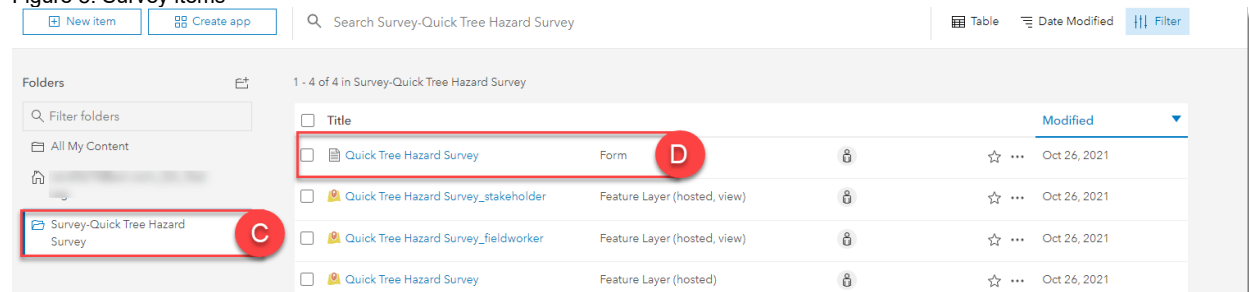 Figure 3. Survey items
New item
Create app
Search Survey-Quick Tree Hazard Survey
Table
Date Modified
Filter
Folders
1 - 4 of 4 in Survey-Quick Tree Hazard Survey
Filter folders
Title
Modified
All My Content
Quick Tree Hazard Survey
Form
D
Oct 26, 2021
Quick Tree Hazard Survey_stakeholder
Feature Layer (hosted, view)
Oct 26, 2021
Survey-Quick Tree Hazard
Survey
C
Quick Tree Hazard Survey_fieldworker
Feature Layer (hosted, view)
Oct 26, 2021
Quick Tree Hazard Survey
Feature Layer (hosted)
Oct 26, 2021